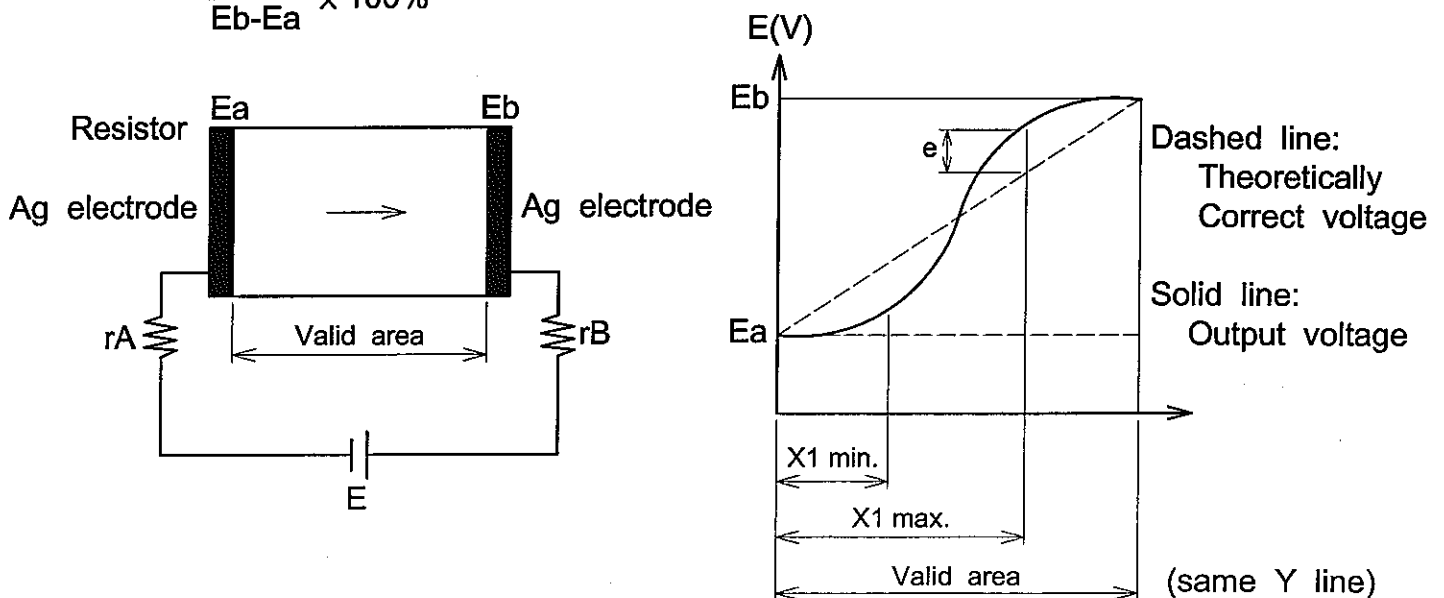 Eb-Ea x 100%
Ea Eb
Resistor
Ag electrode
Ag electrode
rA
Valid area
rB
E
E(V)
Eb
e
Ea
Dashed line:
Theoretically
Correct voltage
Solid line:
Output voltage
X1 min.
X1 max.
Valid area
(same Y line)